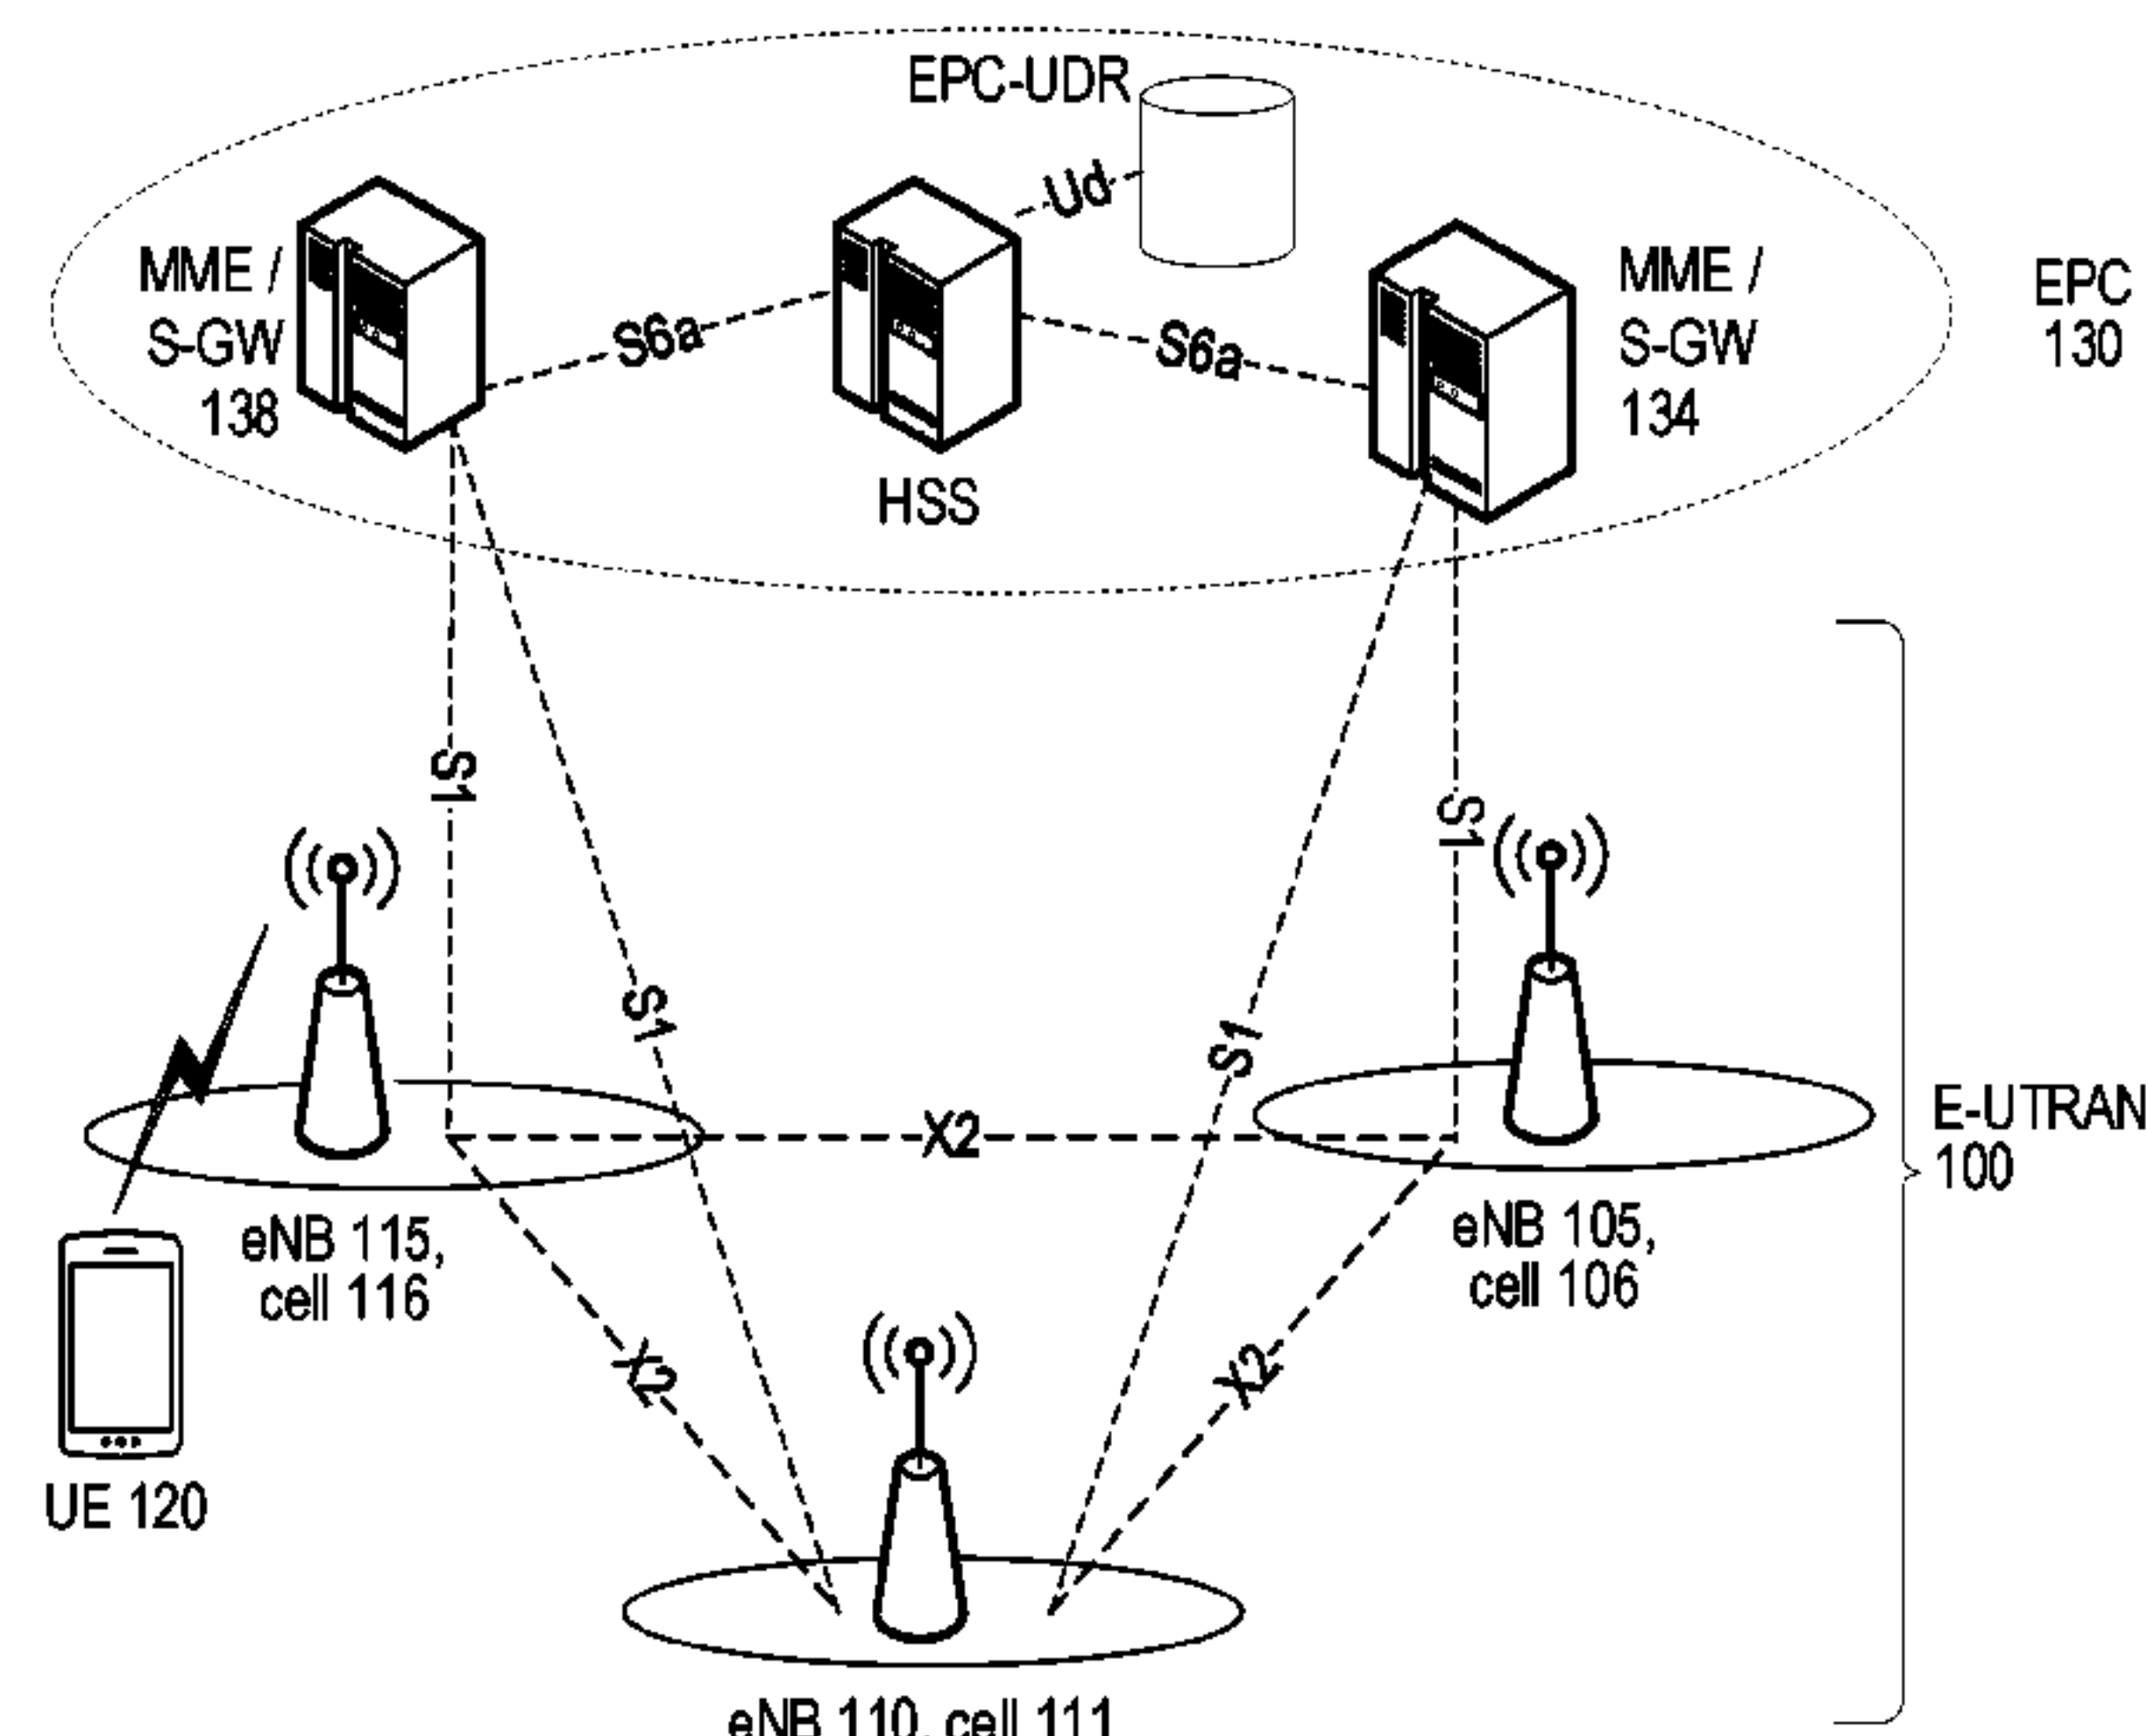 EPC-UDR
Ud
MME /
S-GW
138
S6a
S6a
MME /
S-GW
134
EPC
130
HSS
S1
S1
S1
S1
X2
E-UTRAN
100
eNB 115,
cell 116
eNB 105,
cell 106
X2
X2
UE 120
eNB 110, cell 111